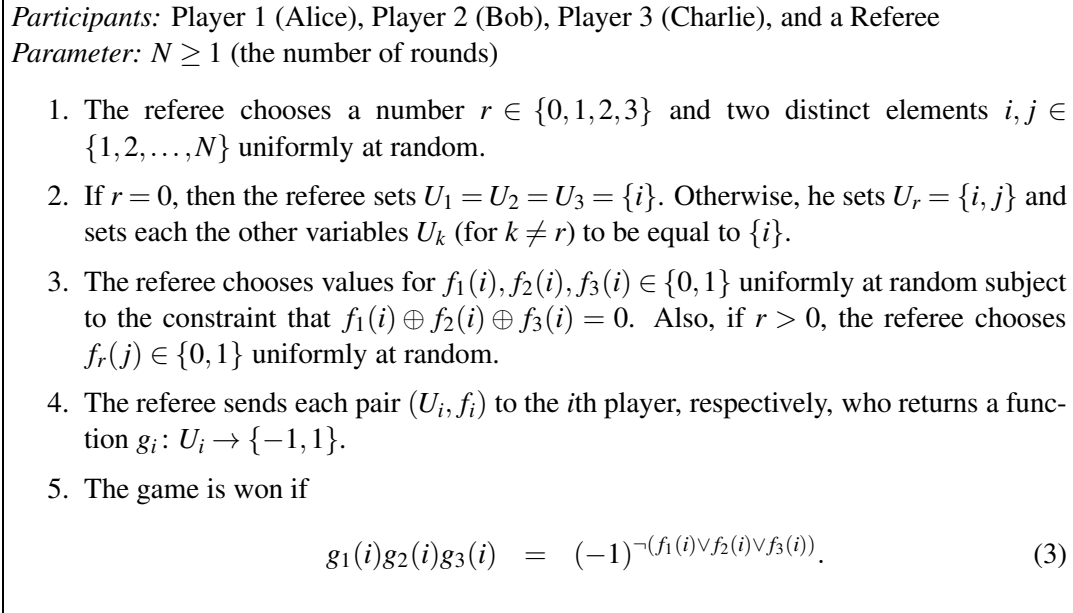 Participants: Player 1 (Alice), Player 2 (Bob), Player 3 (Charlie), and a Referee
Parameter: N ≥ 1 (the number of rounds)
1. The referee chooses a number r ∈ {0,1,2,3} and two distinct elements i, j ∈
{1,2,...,N} uniformly at random.
2. If r = 0, then the referee sets U₁ = U₂ = U₃ = {i}. Otherwise, he sets Uᵣ = {i, j} and
sets each the other variables Uₖ (for k ≠ r) to be equal to {i}.
3. The referee chooses values for f₁(i), f₂(i), f₃(i) ∈ {0,1} uniformly at random subject
to the constraint that f₁(i) ⊕ f₂(i) ⊕ f₃(i) = 0. Also, if r > 0, the referee chooses
fᵣ(j) ∈ {0,1} uniformly at random.
4. The referee sends each pair (Uᵢ, fᵢ) to the ith player, respectively, who returns a func-
tion gᵢ: Uᵢ → {−1,1}.
5. The game is won if
g₁(i)g₂(i)g₃(i) = (−1)^{¬(f₁(i)∨f₂(i)∨f₃(i))}. (3)